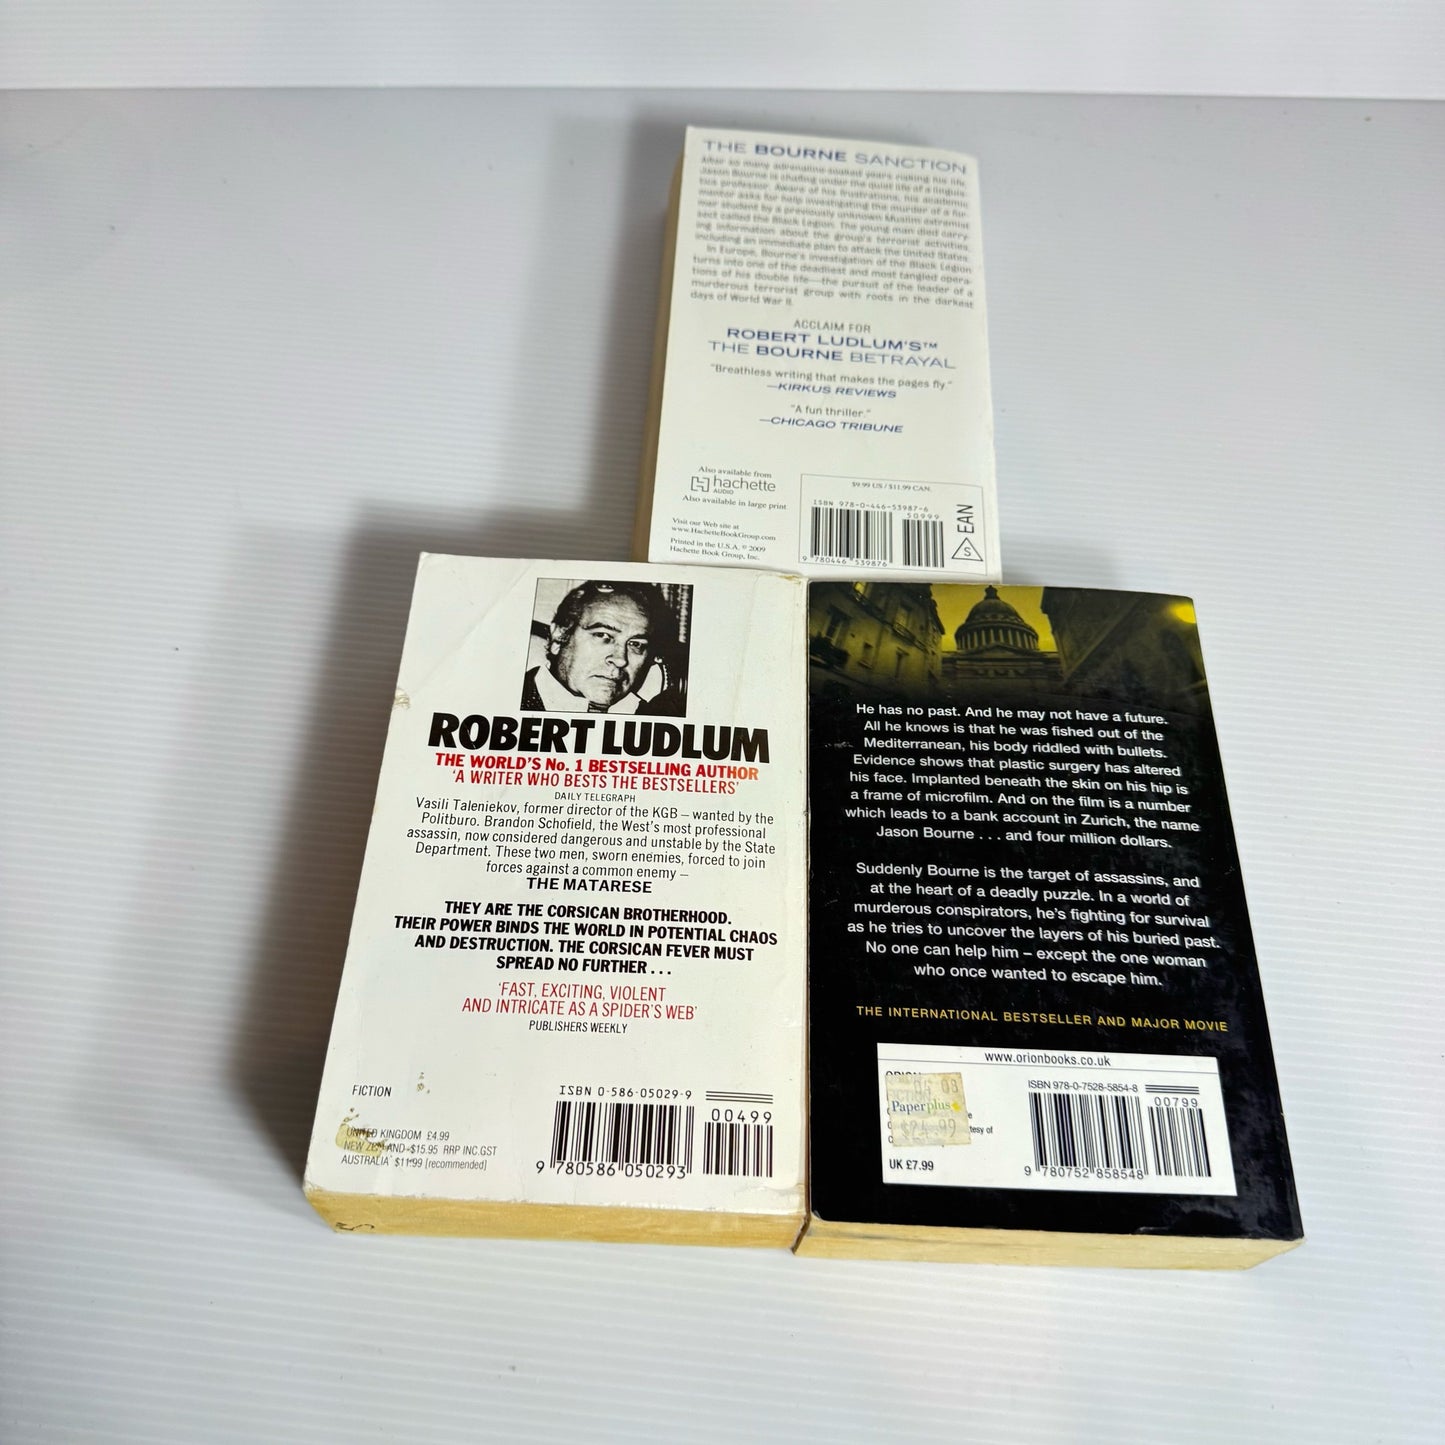 THE BOURNE SANCTION
After so many adrenaline-soaked years risking his life,
Jason Bourne is chafing under the quiet life of a linguis-
tics professor. Aware of his frustrations, his academic
mentor asks for help investigating the murder of a for-
mer student by a previously unknown Muslim extremist
sect called the Black Legion. The young man died carry-
ing information about the group's terrorist activities,
including an immediate plan to attack the United States.
In Europe, Bourne's investigation of the Black Legion
turns into one of the deadliest and most tangled opera-
tions of his double life—the pursuit of the leader of a
murderous terrorist group with roots in the darkest
days of World War II.
ACCLAIM FOR
ROBERT LUDLUM'S™
THE BOURNE BETRAYAL
"Breathless writing that makes the pages fly."
—KIRKUS REVIEWS
"A fun thriller."
—CHICAGO TRIBUNE
Also available from
hachette
AUDIO
Also available in large print
Visit our Web site at
www.HachetteBookGroup.com
Printed in the U.S.A. © 2009
Hachette Book Group, Inc.
$9.99 US / $11.99 CAN.
ISBN 978-0-446-53987-6
50999
9 780446 539876
EAN
S
ROBERT LUDLUM
THE WORLD'S No. 1 BESTSELLING AUTHOR
'A WRITER WHO BESTS THE BESTSELLERS'
DAILY TELEGRAPH
Vasili Taleniekov, former director of the KGB – wanted by the
Politburo. Brandon Schofield, the West's most professional
assassin, now considered dangerous and unstable by the State
Department. These two men, sworn enemies, forced to join
forces against a common enemy –
THE MATARESE
THEY ARE THE CORSICAN BROTHERHOOD.
THEIR POWER BINDS THE WORLD IN POTENTIAL CHAOS
AND DESTRUCTION. THE CORSICAN FEVER MUST
SPREAD NO FURTHER . . .
'FAST, EXCITING, VIOLENT
AND INTRICATE AS A SPIDER'S WEB'
PUBLISHERS WEEKLY
FICTION
UNITED KINGDOM £4.99
NEW ZEALAND $15.95 RRP INC.GST
AUSTRALIA $11.99 [recommended]
ISBN 0-586-05029-9
00499
9 780586 050293
He has no past. And he may not have a future.
All he knows is that he was fished out of the
Mediterranean, his body riddled with bullets.
Evidence shows that plastic surgery has altered
his face. Implanted beneath the skin on his hip is
a frame of microfilm. And on the film is a number
which leads to a bank account in Zurich, the name
Jason Bourne . . . and four million dollars.
Suddenly Bourne is the target of assassins, and
at the heart of a deadly puzzle. In a world of
murderous conspirators, he's fighting for survival
as he tries to uncover the layers of his buried past.
No one can help him – except the one woman
who once wanted to escape him.
THE INTERNATIONAL BESTSELLER AND MAJOR MOVIE
www.orionbooks.co.uk
06 08
Paperplus
$24.99
UK £7.99
ISBN 978-0-7528-5854-8
00799
9 780752 858548